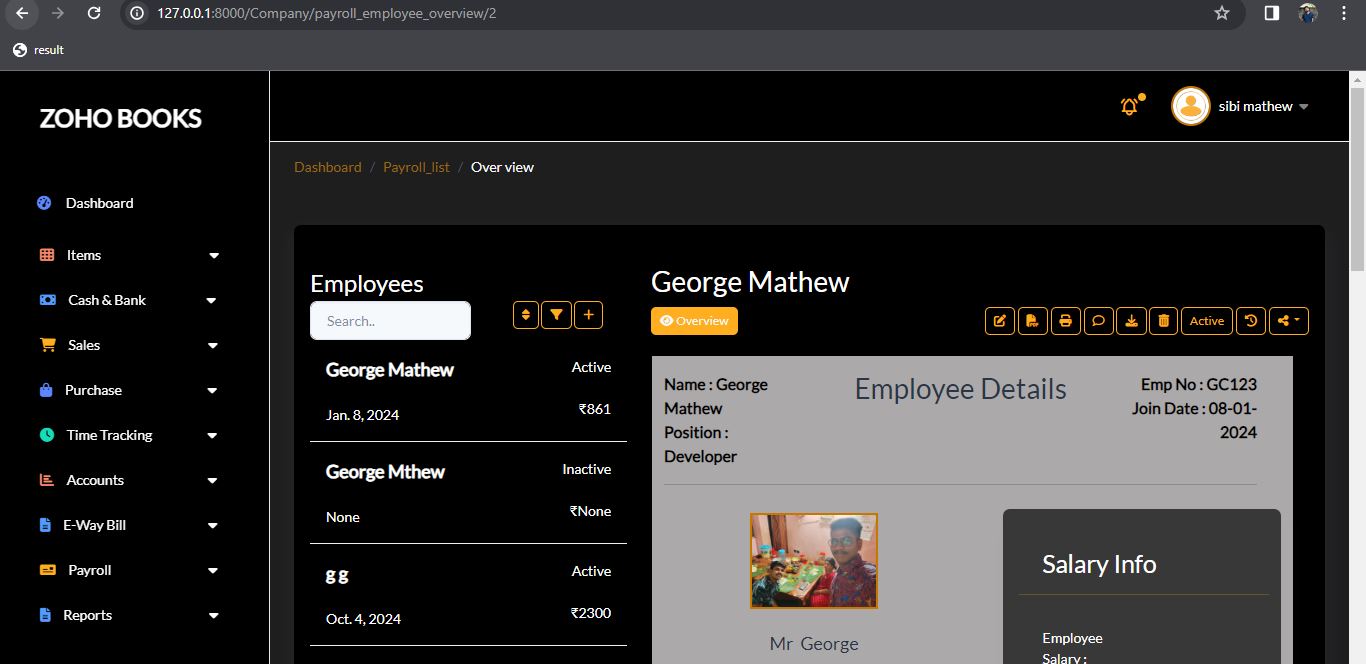 127.0.0.1:8000/Company/payroll_employee_overview/2
result
ZOHO BOOKS
sibi mathew
Dashboard / Payroll_list / Over view
Dashboard
Items
Cash & Bank
Sales
Purchase
Time Tracking
Accounts
E-Way Bill
Payroll
Reports
Employees
Search..
George Mathew Active
Jan. 8, 2024 ₹861
George Mthew Inactive
None ₹None
g g Active
Oct. 4, 2024 ₹2300
George Mathew
Overview
PDF
Active
Name : George
Mathew
Position :
Developer
Employee Details
Emp No : GC123
Join Date : 08-01-
2024
Mr George
Salary Info
Employee
Salary :